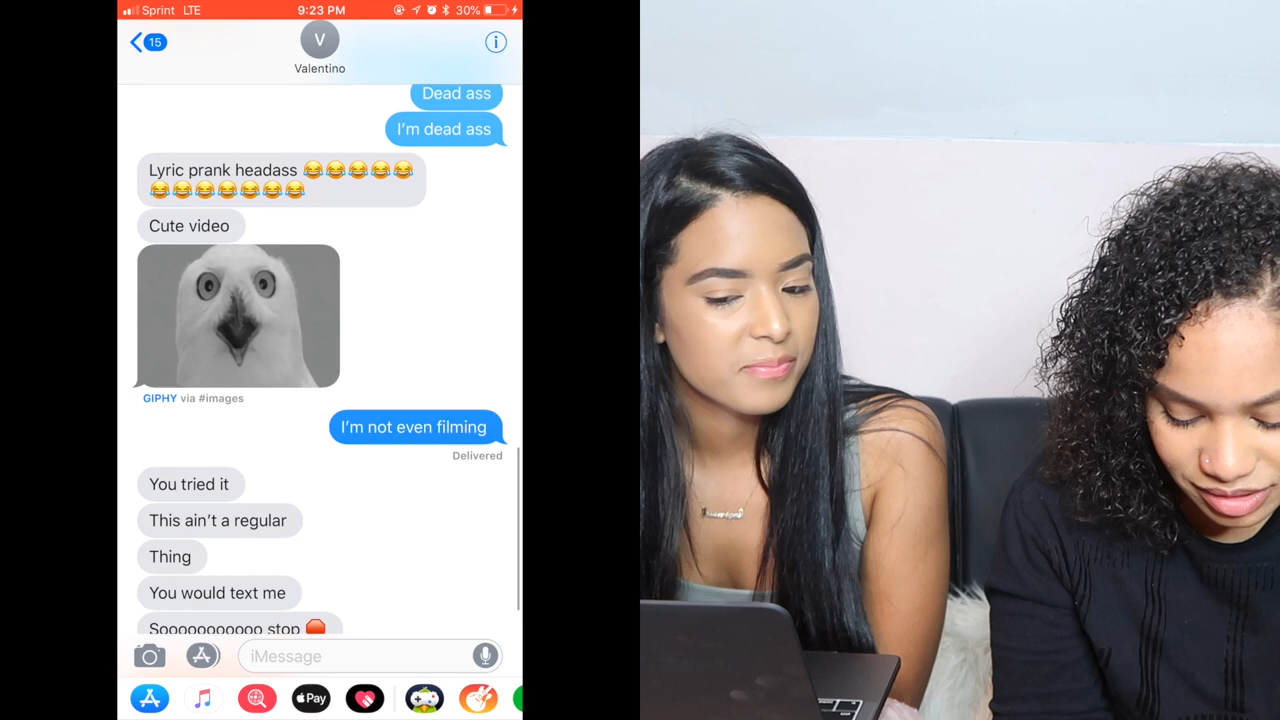 Sprint LTE 9:23 PM 30%
15
V
Valentino
Dead ass
I'm dead ass
Lyric prank headass 😂😂😂😂😂
😂😂😂😂😂😂😂
Cute video
GIPHY via #images
I'm not even filming
Delivered
You tried it
This ain't a regular
Thing
You would text me
Sooooooooooo stop 🛑
iMessage
Pay